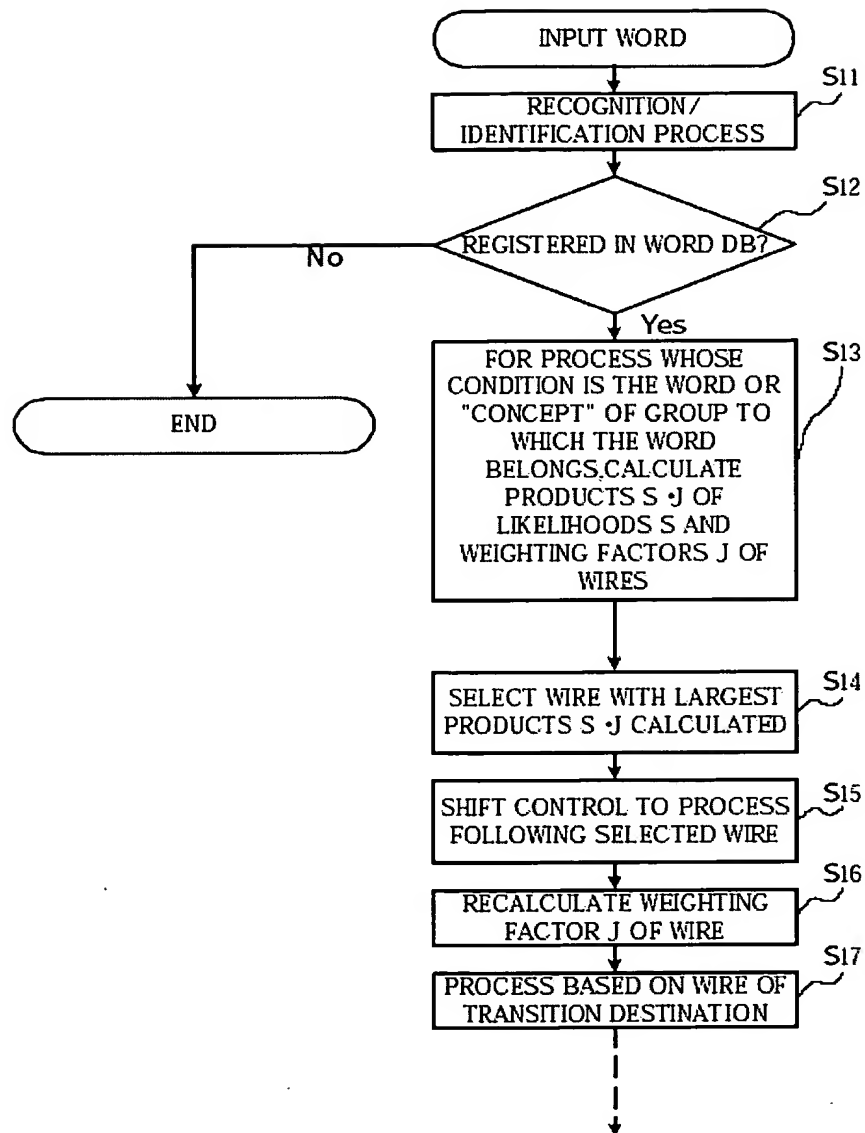 INPUT WORD
S11
RECOGNITION/
IDENTIFICATION PROCESS
S12
REGISTERED IN WORD DB?
No
Yes
END
S13
FOR PROCESS WHOSE
CONDITION IS THE WORD OR
"CONCEPT" OF GROUP TO
WHICH THE WORD
BELONGS,CALCULATE
PRODUCTS S •J OF
LIKELIHOODS S AND
WEIGHTING FACTORS J OF
WIRES
S14
SELECT WIRE WITH LARGEST
PRODUCTS S •J CALCULATED
S15
SHIFT CONTROL TO PROCESS
FOLLOWING SELECTED WIRE
S16
RECALCULATE WEIGHTING
FACTOR J OF WIRE
S17
PROCESS BASED ON WIRE OF
TRANSITION DESTINATION